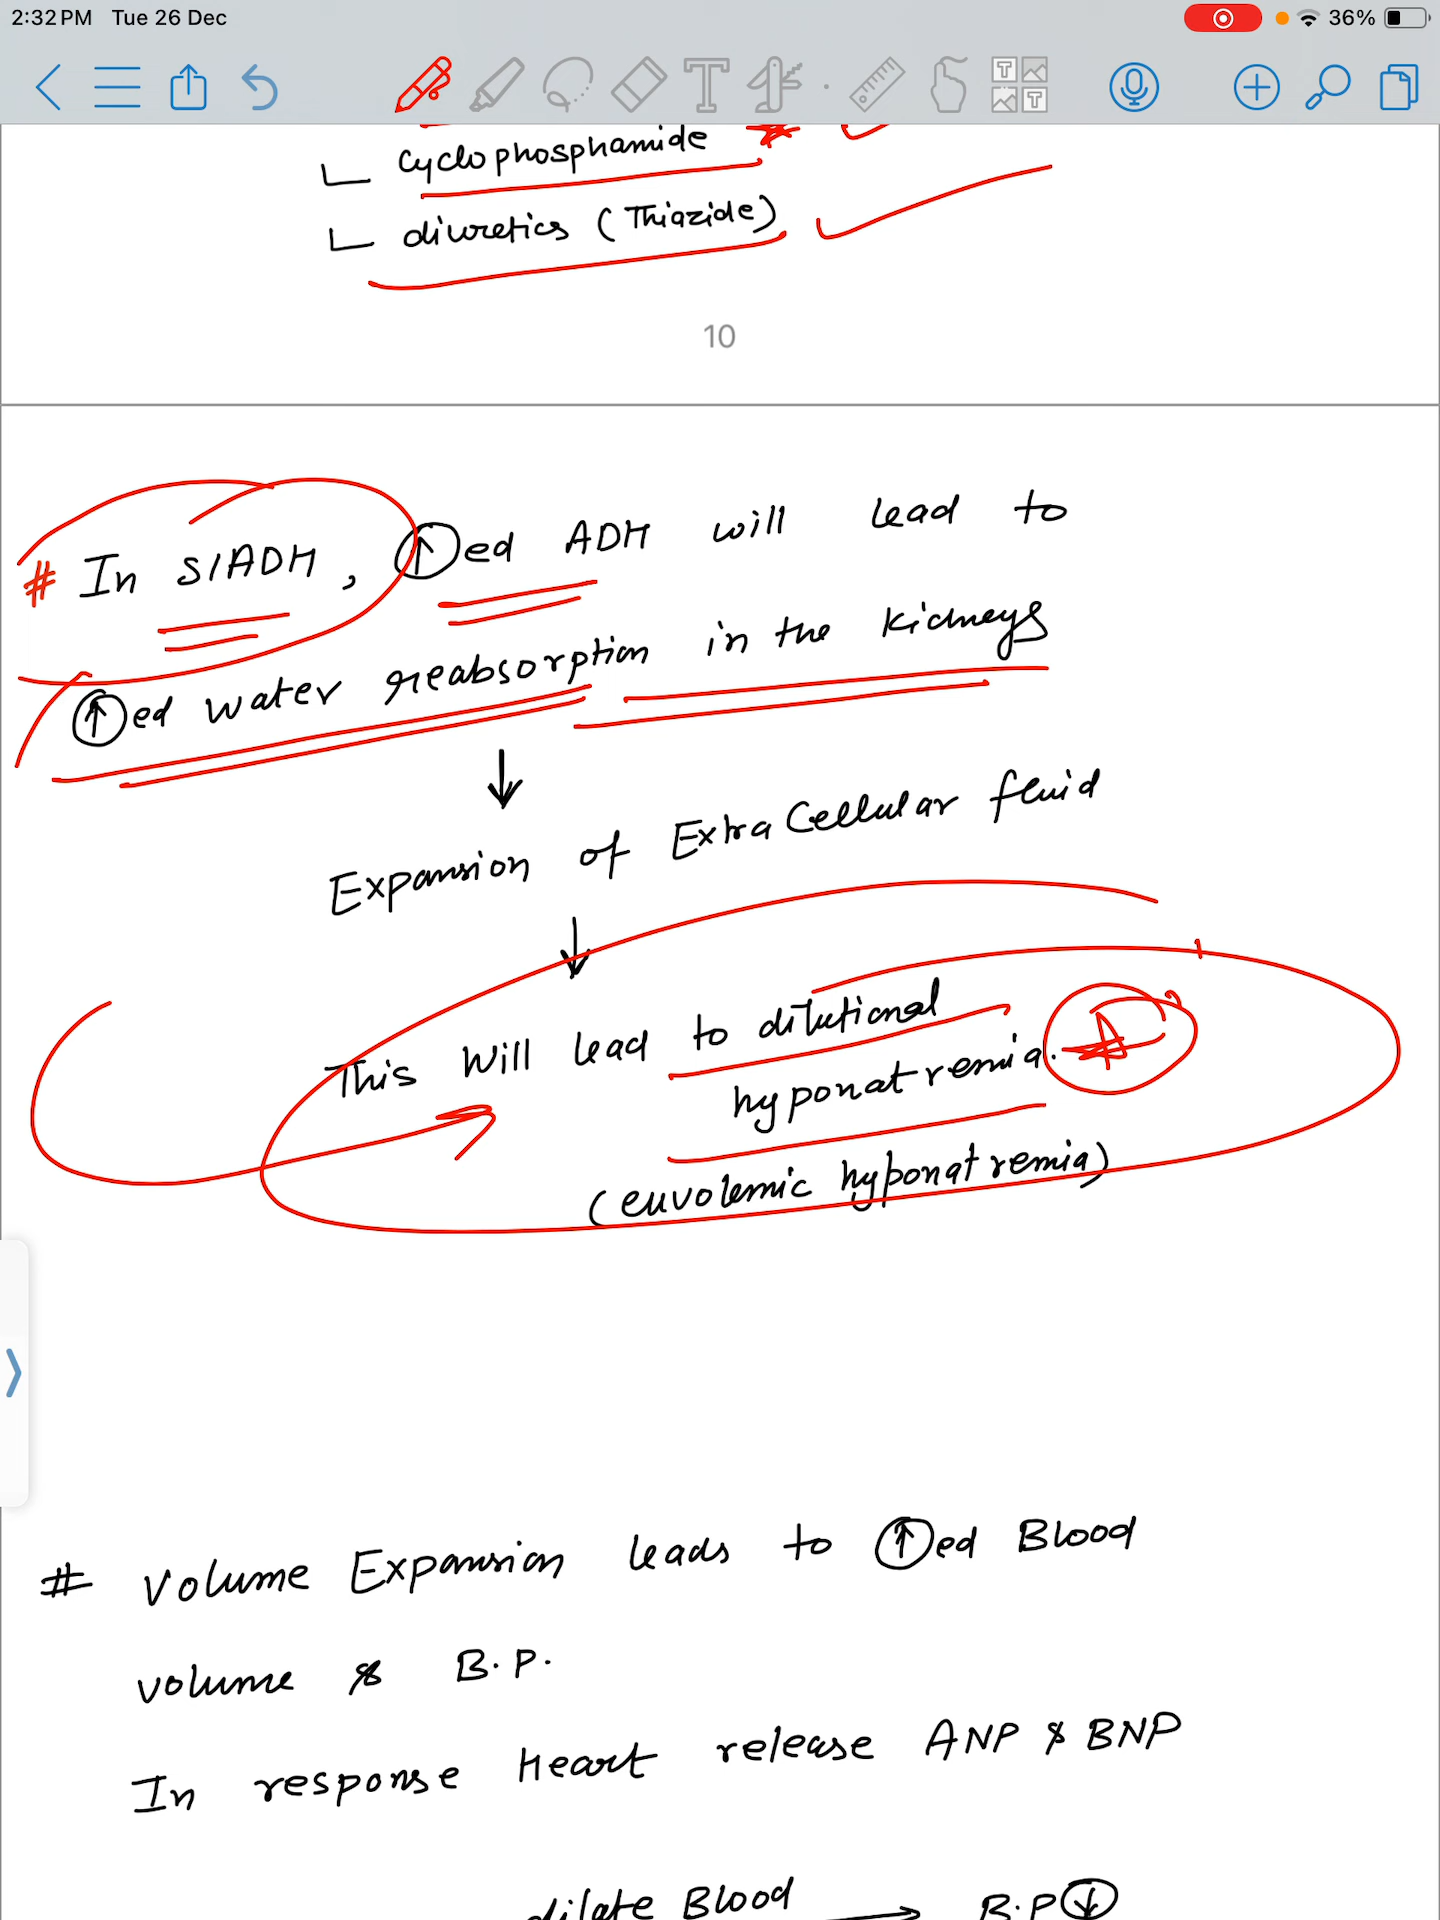 2:32 PM Tue 26 Dec
36%
Cyclophosphamide
diuretics (Thiazide)
10
# In SIADH, ↑ed ADH will lead to
↑ed water reabsorption in the kidneys
↓
Expansion of Extra Cellular fluid
↓
This will lead to dilutional
hyponatremia.
(euvolemic hyponatremia)
# Volume Expansion leads to ↑ed Blood
volume & B.P.
In response Heart release ANP & BNP
dilate Blood → B.P ↓